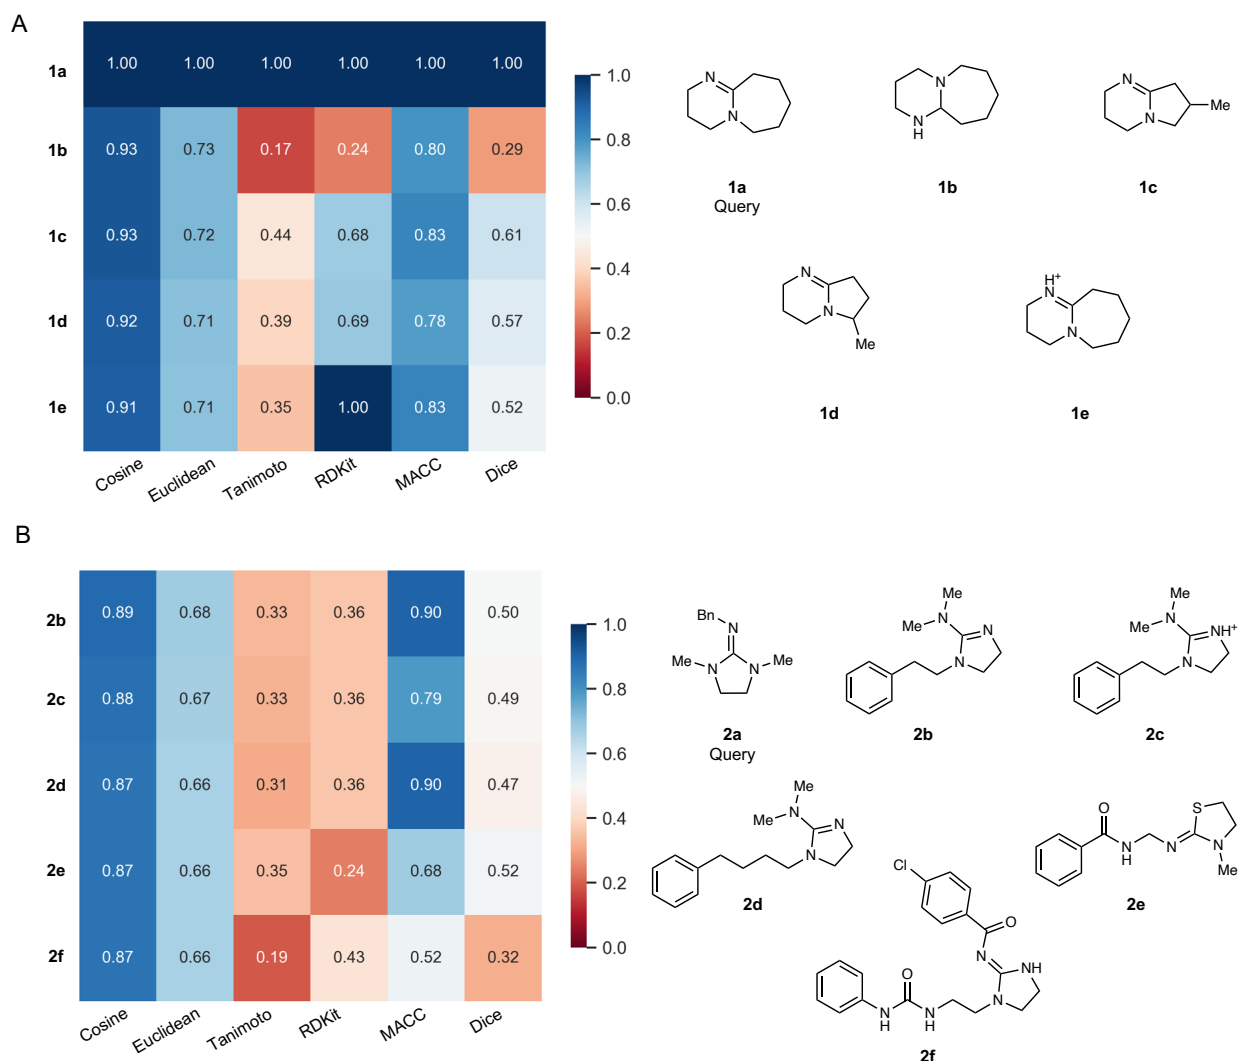 A
1a 1.00 1.00 1.00 1.00 1.00 1.00
1b 0.93 0.73 0.17 0.24 0.80 0.29
1c 0.93 0.72 0.44 0.68 0.83 0.61
1d 0.92 0.71 0.39 0.69 0.78 0.57
1e 0.91 0.71 0.35 1.00 0.83 0.52
Cosine Euclidean Tanimoto RDKit MACC Dice
1.0
0.8
0.6
0.4
0.2
0.0
N
N
1a
Query
N
N
H
1b
N
N
Me
1c
N
N
Me
1d
H+
N
N
1e
B
2b 0.89 0.68 0.33 0.36 0.90 0.50
2c 0.88 0.67 0.33 0.36 0.79 0.49
2d 0.87 0.66 0.31 0.36 0.90 0.47
2e 0.87 0.66 0.35 0.24 0.68 0.52
2f 0.87 0.66 0.19 0.43 0.52 0.32
Cosine Euclidean Tanimoto RDKit MACC Dice
1.0
0.8
0.6
0.4
0.2
0.0
Bn
N
Me N N Me
2a
Query
Me
Me N
N
N
2b
Me
Me N
NH+
N
2c
Me
Me N
N
N
2d
O
S
N
H
N
N
Me
2e
Cl
O
N
NH
O
N
N
H
N
H
2f